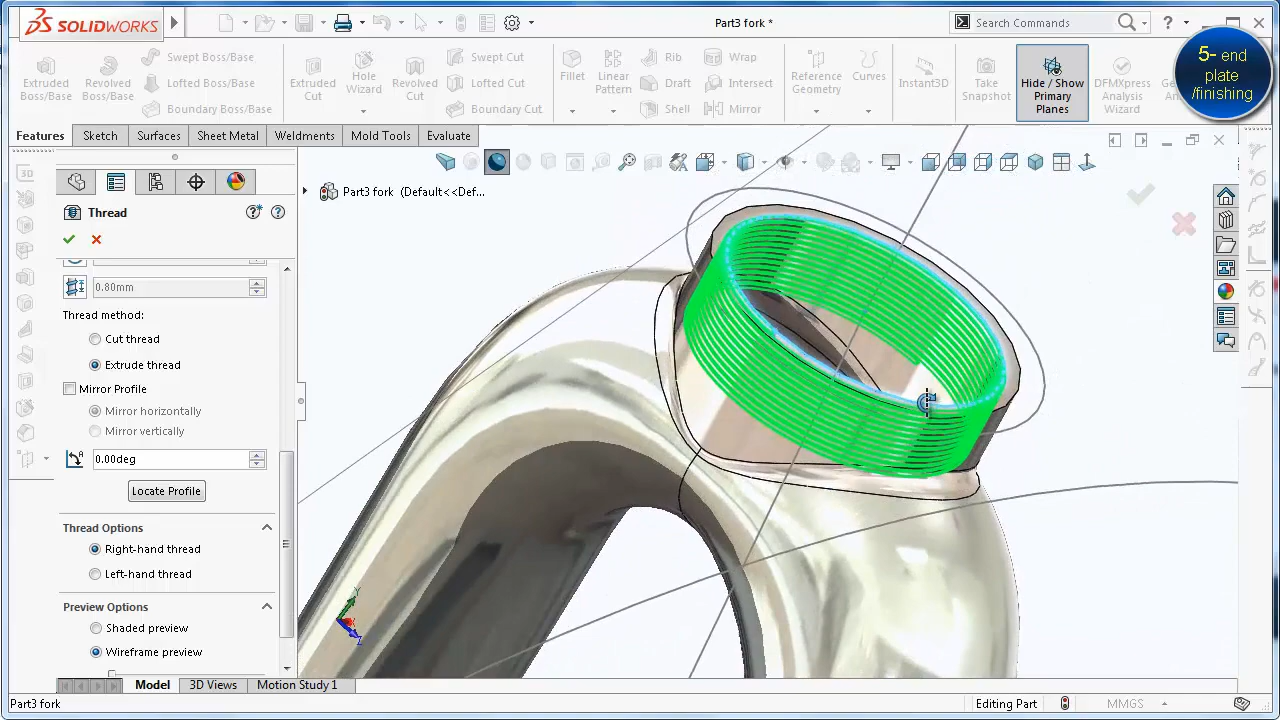 SOLIDWORKS
Part3 fork *
Search Commands
?
5- end
plate
/finishing
Extruded
Boss/Base
Revolved
Boss/Base
Swept Boss/Base
Lofted Boss/Base
Boundary Boss/Base
Extruded
Cut
Hole
Wizard
Revolved
Cut
Swept Cut
Lofted Cut
Boundary Cut
Fillet
Linear
Pattern
Rib
Draft
Shell
Wrap
Intersect
Mirror
Reference
Geometry
Curves
Instant3D
Take
Snapshot
Hide / Show
Primary
Planes
DFMXpress
Analysis
Wizard
Features
Sketch
Surfaces
Sheet Metal
Weldments
Mold Tools
Evaluate
Part3 fork (Default<<Def...
Thread
0.80mm
Thread method:
Cut thread
Extrude thread
Mirror Profile
Mirror horizontally
Mirror vertically
0.00deg
Locate Profile
Thread Options
Right-hand thread
Left-hand thread
Preview Options
Shaded preview
Wireframe preview
Y
X
Z
Model
3D Views
Motion Study 1
Part3 fork
Editing Part
MMGS